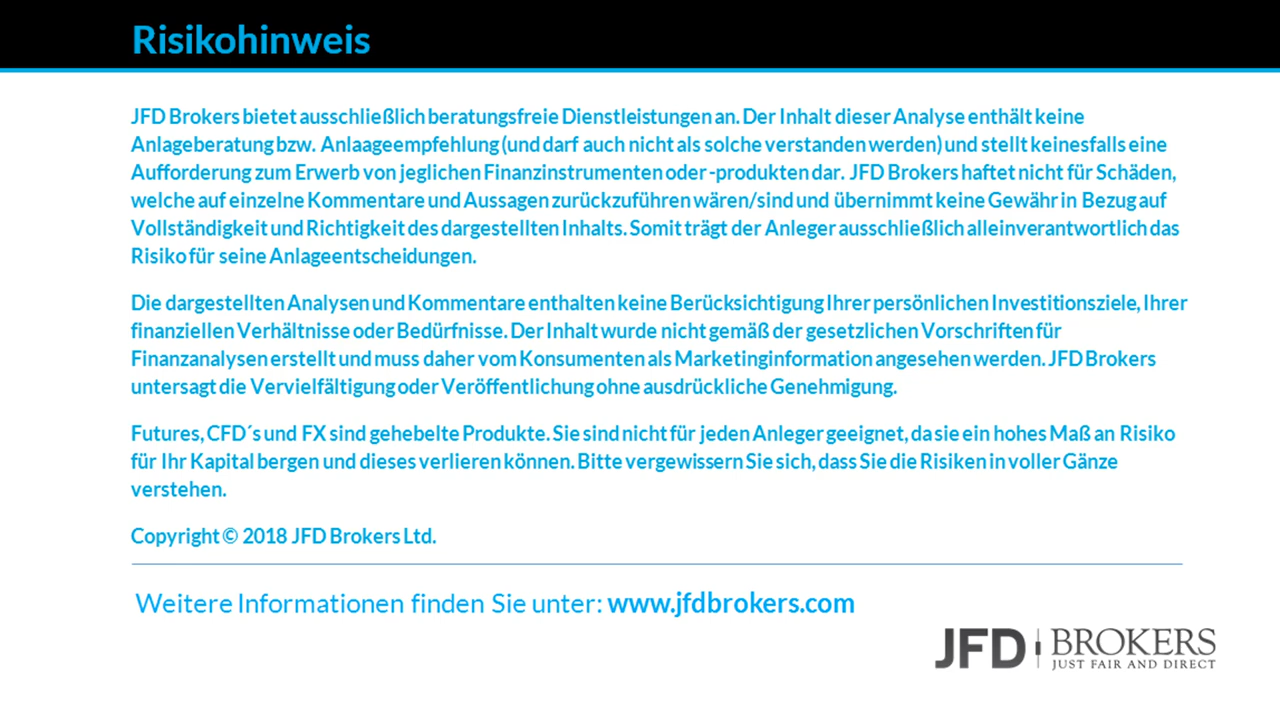 Risikohinweis
JFD Brokers bietet ausschließlich beratungsfreie Dienstleistungen an. Der Inhalt dieser Analyse enthält keine
Anlageberatung bzw. Anlaageempfehlung (und darf auch nicht als solche verstanden werden) und stellt keinesfalls eine
Aufforderung zum Erwerb von jeglichen Finanzinstrumenten oder -produkten dar. JFD Brokers haftet nicht für Schäden,
welche auf einzelne Kommentare und Aussagen zurückzuführen wären/sind und übernimmt keine Gewähr in Bezug auf
Vollständigkeit und Richtigkeit des dargestellten Inhalts. Somit trägt der Anleger ausschließlich alleinverantwortlich das
Risiko für seine Anlageentscheidungen.
Die dargestellten Analysen und Kommentare enthalten keine Berücksichtigung Ihrer persönlichen Investitionsziele, Ihrer
finanziellen Verhältnisse oder Bedürfnisse. Der Inhalt wurde nicht gemäß der gesetzlichen Vorschriften für
Finanzanalysen erstellt und muss daher vom Konsumenten als Marketinginformation angesehen werden. JFD Brokers
untersagt die Vervielfältigung oder Veröffentlichung ohne ausdrückliche Genehmigung.
Futures, CFD´s und FX sind gehebelte Produkte. Sie sind nicht für jeden Anleger geeignet, da sie ein hohes Maß an Risiko
für Ihr Kapital bergen und dieses verlieren können. Bitte vergewissern Sie sich, dass Sie die Risiken in voller Gänze
verstehen.
Copyright © 2018 JFD Brokers Ltd.
Weitere Informationen finden Sie unter: www.jfdbrokers.com
JFD BROKERS
JUST FAIR AND DIRECT